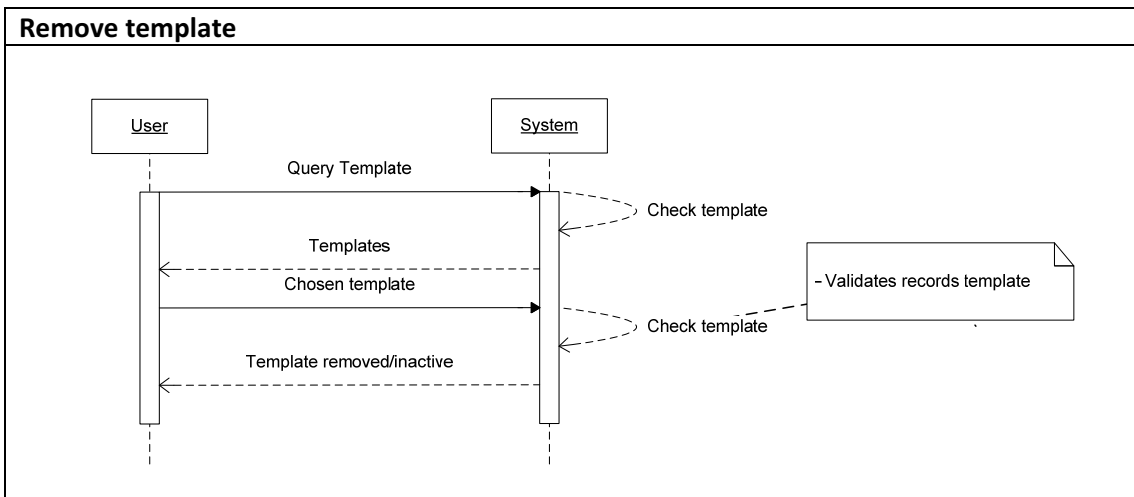 Remove template
User
System
Query Template
Check template
Templates
Chosen template
- Validates records template
Check template
Template removed/inactive